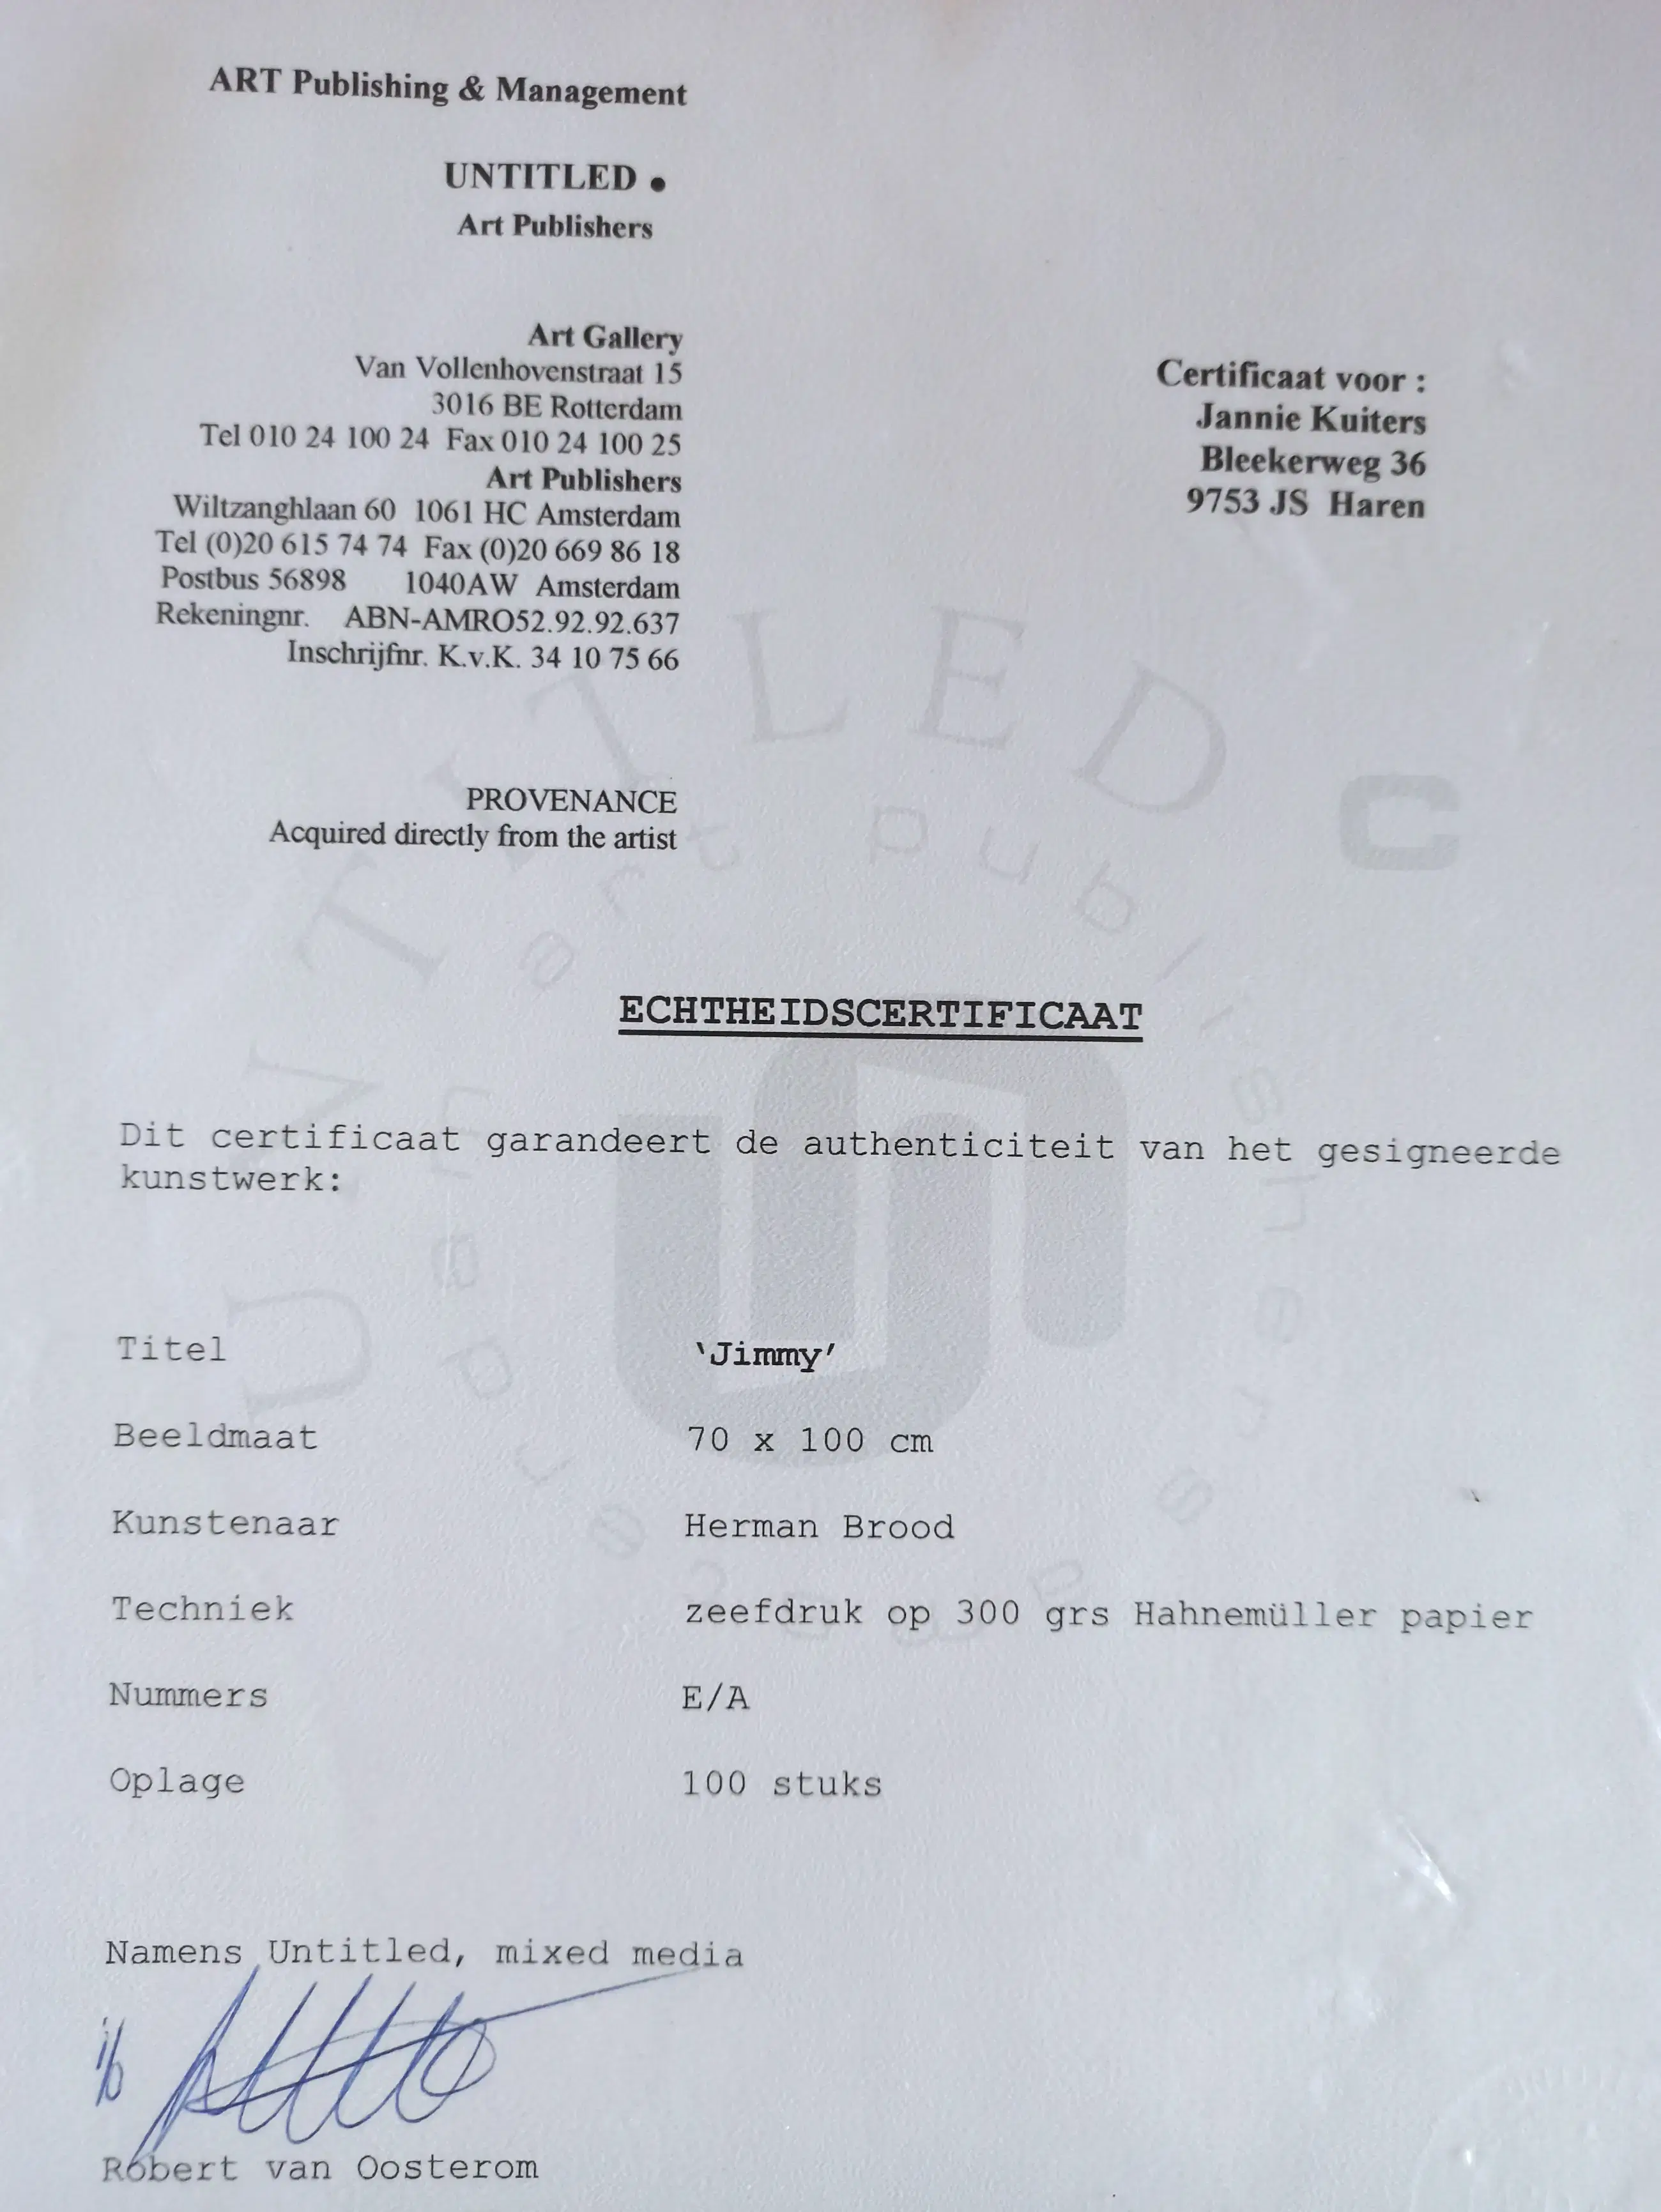 ART Publishing & Management
UNTITLED •
Art Publishers
Art Gallery
Van Vollenhovenstraat 15
3016 BE Rotterdam
Tel 010 24 100 24 Fax 010 24 100 25
Art Publishers
Wiltzanghlaan 60 1061 HC Amsterdam
Tel (0)20 615 74 74 Fax (0)20 669 86 18
Postbus 56898 1040AW Amsterdam
Rekeningnr. ABN-AMRO52.92.92.637
Inschrijfnr. K.v.K. 34 10 75 66
Certificaat voor :
Jannie Kuiters
Bleekerweg 36
9753 JS Haren
PROVENANCE
Acquired directly from the artist
UNTITLED
art publishers
C
ECHTHEIDSCERTIFICAAT
Dit certificaat garandeert de authenticiteit van het gesigneerde
kunstwerk:
Titel 'Jimmy'
Beeldmaat 70 x 100 cm
Kunstenaar Herman Brood
Techniek zeefdruk op 300 grs Hahnemüller papier
Nummers E/A
Oplage 100 stuks
Namens Untitled, mixed media
Robert van Oosterom